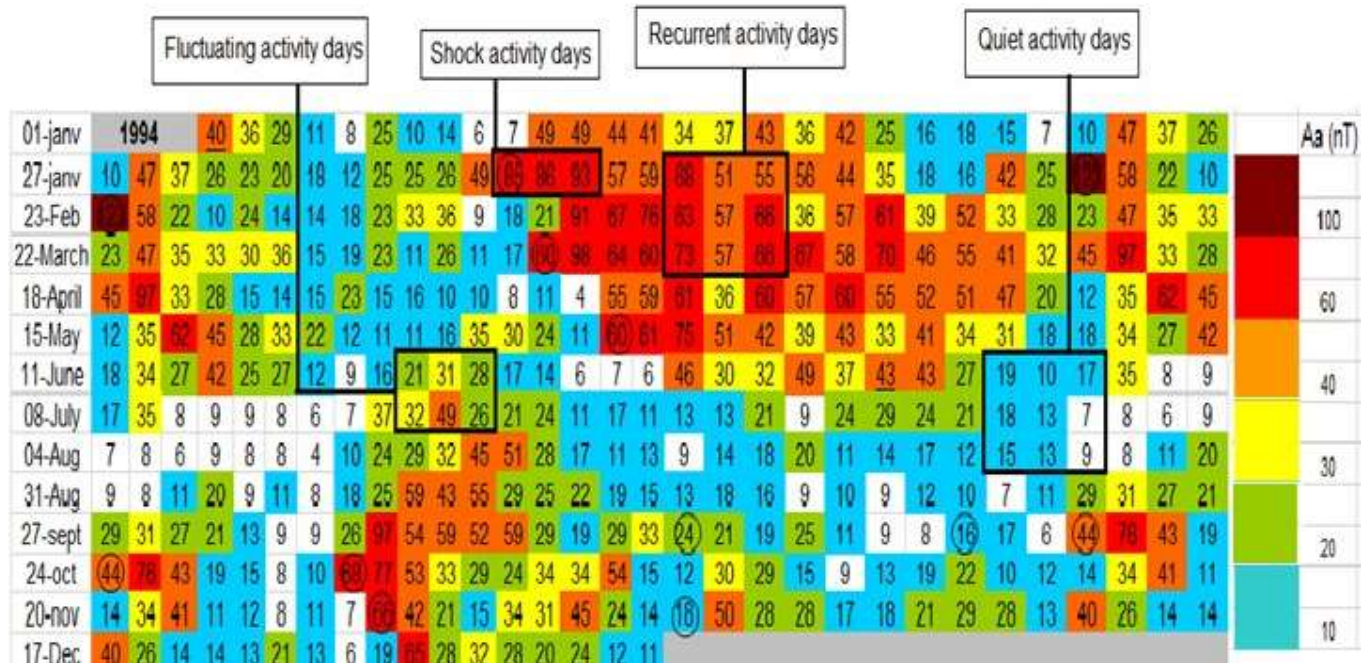 Fluctuating activity days
Shock activity days
Recurrent activity days
Quiet activity days
01-janv 1994 40 36 29 11 8 25 10 14 6 7 49 49 44 41 34 37 43 36 42 25 16 18 15 7 10 47 37 26 Aa (nT)
27-janv 10 47 37 26 23 20 18 12 25 25 26 49 86 93 57 59 51 55 56 44 35 18 16 42 25 58 22 10
23-Feb 58 22 10 24 14 14 18 23 33 36 9 18 21 91 67 76 63 57 66 36 57 61 39 52 33 28 23 47 35 33 100
22-March 23 47 35 33 30 36 15 19 23 11 26 11 17 98 64 60 73 57 68 67 58 70 46 55 41 32 45 97 33 28
18-April 45 97 33 28 15 14 15 23 15 16 10 10 8 11 4 55 59 61 36 60 57 60 55 52 51 47 20 12 35 62 45 60
15-May 12 35 62 45 28 33 22 12 11 11 16 35 30 24 11 60 61 75 51 42 39 43 33 41 34 31 18 18 34 27 42
11-June 18 34 27 42 25 27 12 9 16 21 31 28 17 14 6 7 6 46 30 32 49 37 43 43 27 19 10 17 35 8 9 40
08-July 17 35 8 9 9 8 6 7 37 32 49 26 21 24 11 17 11 13 13 21 9 24 29 24 21 18 13 7 8 6 9
04-Aug 7 8 6 9 8 8 4 10 24 29 32 45 51 28 17 11 13 9 14 18 20 11 14 17 12 15 13 9 8 11 20 30
31-Aug 9 8 11 20 9 11 8 18 25 59 43 55 29 25 22 19 15 13 18 16 9 10 9 12 10 7 11 29 31 27 21
27-sept 29 31 27 21 13 9 9 26 97 54 59 52 59 29 19 29 33 24 21 19 25 11 9 8 16 17 6 44 78 43 19 20
24-oct 44 78 43 19 15 8 10 68 77 53 33 29 24 34 34 54 15 12 30 29 15 9 13 19 22 10 12 14 34 41 11
20-nov 14 34 41 11 12 8 11 7 66 42 21 15 34 31 45 24 14 18 50 28 28 17 18 21 29 28 13 40 26 14 14 10
17-Dec 40 26 14 14 13 21 13 6 19 65 28 32 28 20 24 12 11